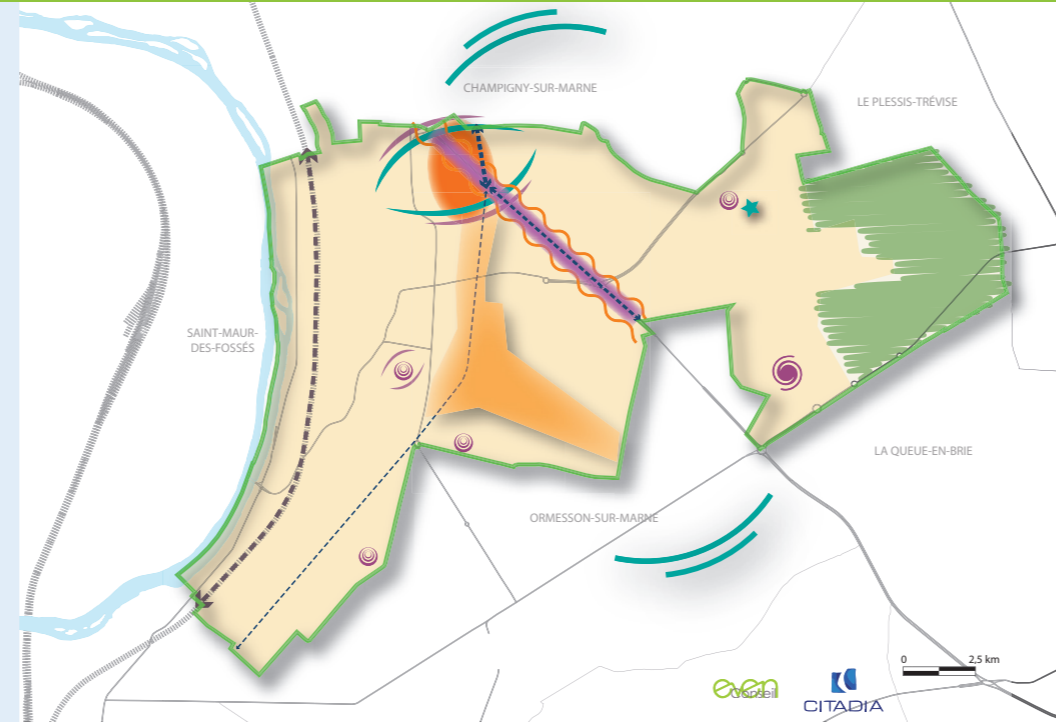 CHAMPIGNY-SUR-MARNE
LE PLESSIS-TRÉVISE
SAINT-MAUR-
DES-FOSSÉS
LA QUEUE-EN-BRIE
ORMESSON-SUR-MARNE
0 2,5 km
even
Conseil
CITADIA